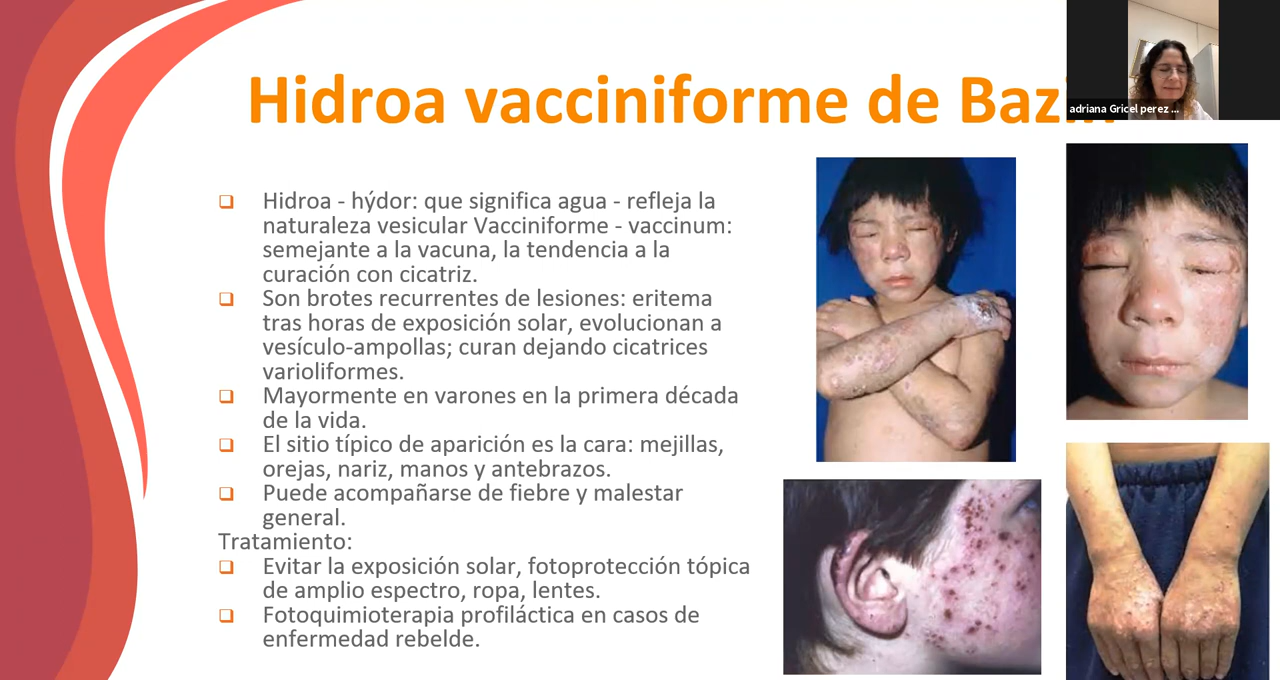 Hidroa vacciniforme de
adriana Gricel perez ...
Hidroa - hýdor: que significa agua - refleja la
naturaleza vesicular Vacciniforme - vaccinum:
semejante a la vacuna, la tendencia a la
curación con cicatriz.
Son brotes recurrentes de lesiones: eritema
tras horas de exposición solar, evolucionan a
vesículo-ampollas; curan dejando cicatrices
varioliformes.
Mayormente en varones en la primera década
de la vida.
El sitio típico de aparición es la cara: mejillas,
orejas, nariz, manos y antebrazos.
Puede acompañarse de fiebre y malestar
general.
Tratamiento:
Evitar la exposición solar, fotoprotección tópica
de amplio espectro, ropa, lentes.
Fotoquimioterapia profiláctica en casos de
enfermedad rebelde.